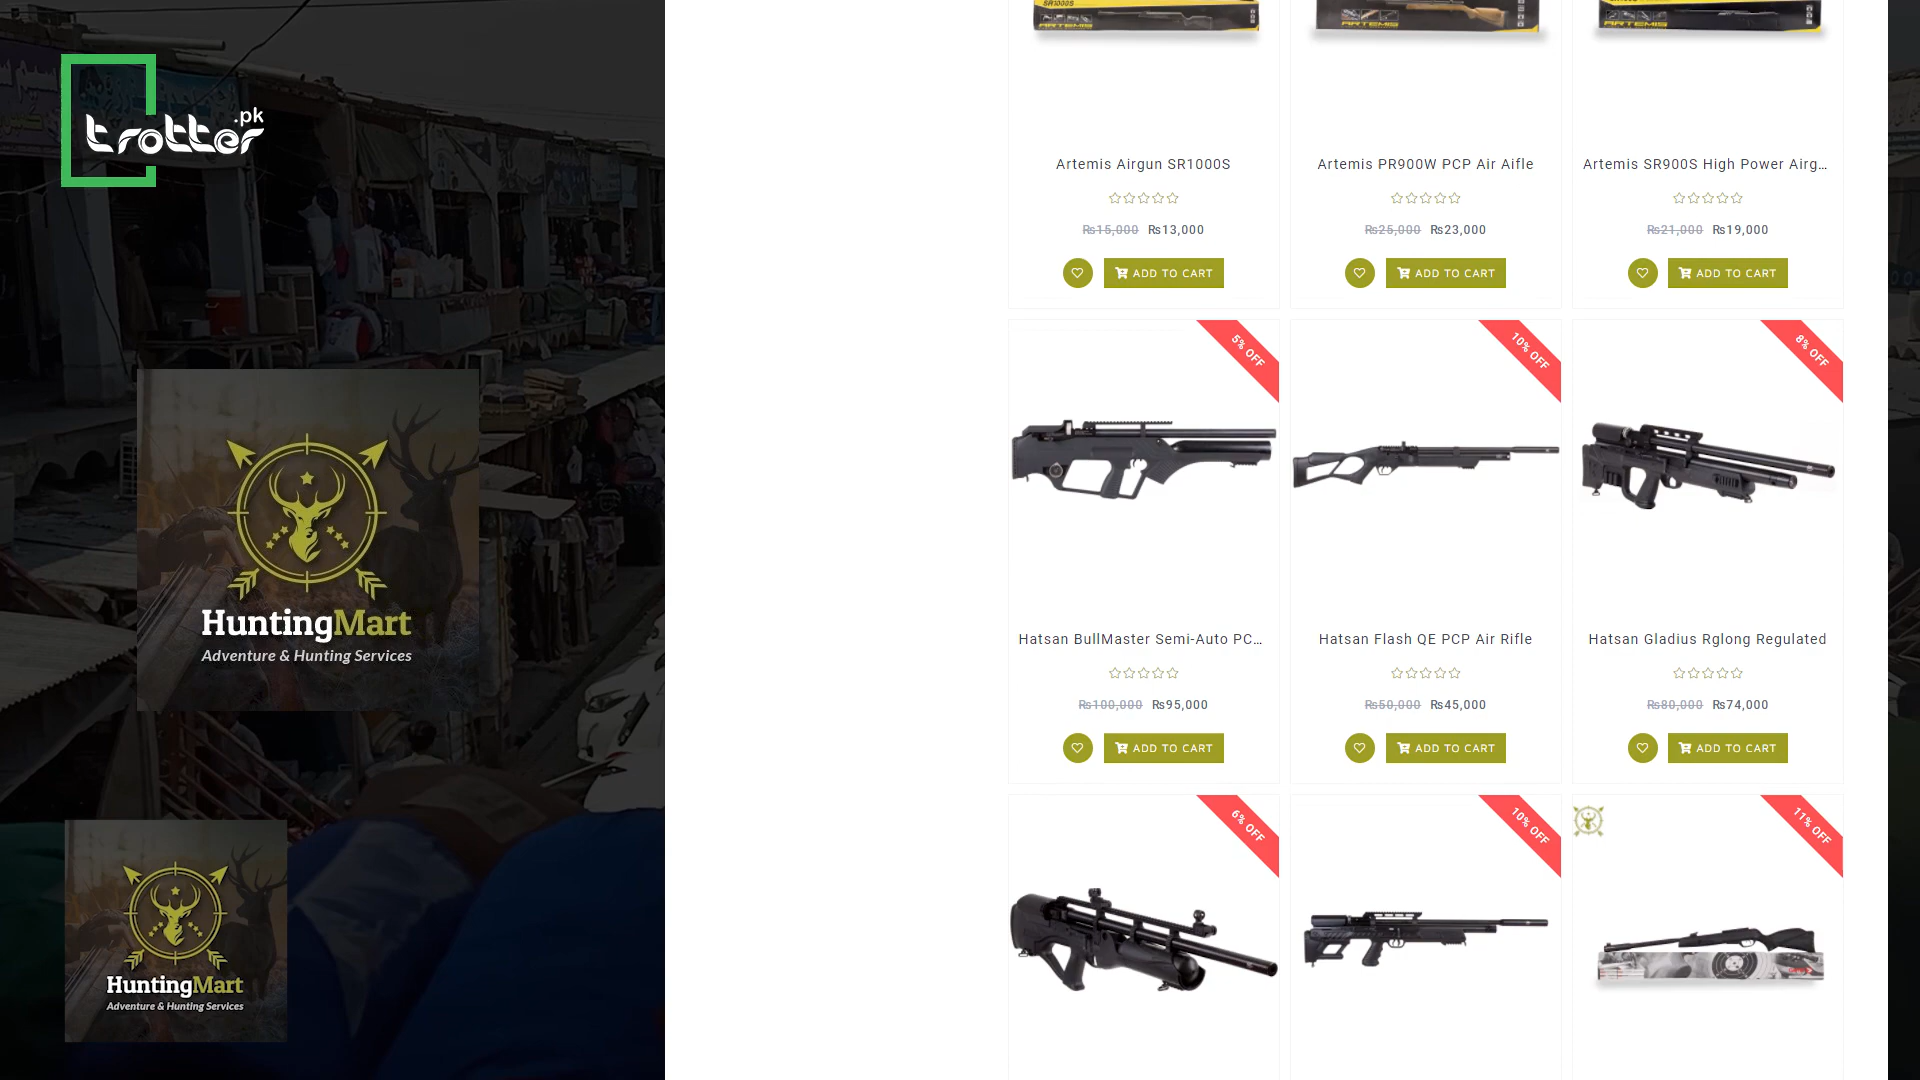 trotter.pk
HuntingMart
Adventure & Hunting Services
HuntingMart
Adventure & Hunting Services
SR1000S
ARTEMIS
ARTEMIS
ARTEMIS
Artemis Airgun SR1000S
₨15,000 ₨13,000
ADD TO CART
Artemis PR900W PCP Air Aifle
₨25,000 ₨23,000
ADD TO CART
Artemis SR900S High Power Airg...
₨21,000 ₨19,000
ADD TO CART
5% OFF
Hatsan BullMaster Semi-Auto PC...
₨100,000 ₨95,000
ADD TO CART
10% OFF
Hatsan Flash QE PCP Air Rifle
₨50,000 ₨45,000
ADD TO CART
8% OFF
Hatsan Gladius Rglong Regulated
₨80,000 ₨74,000
ADD TO CART
6% OFF
10% OFF
11% OFF